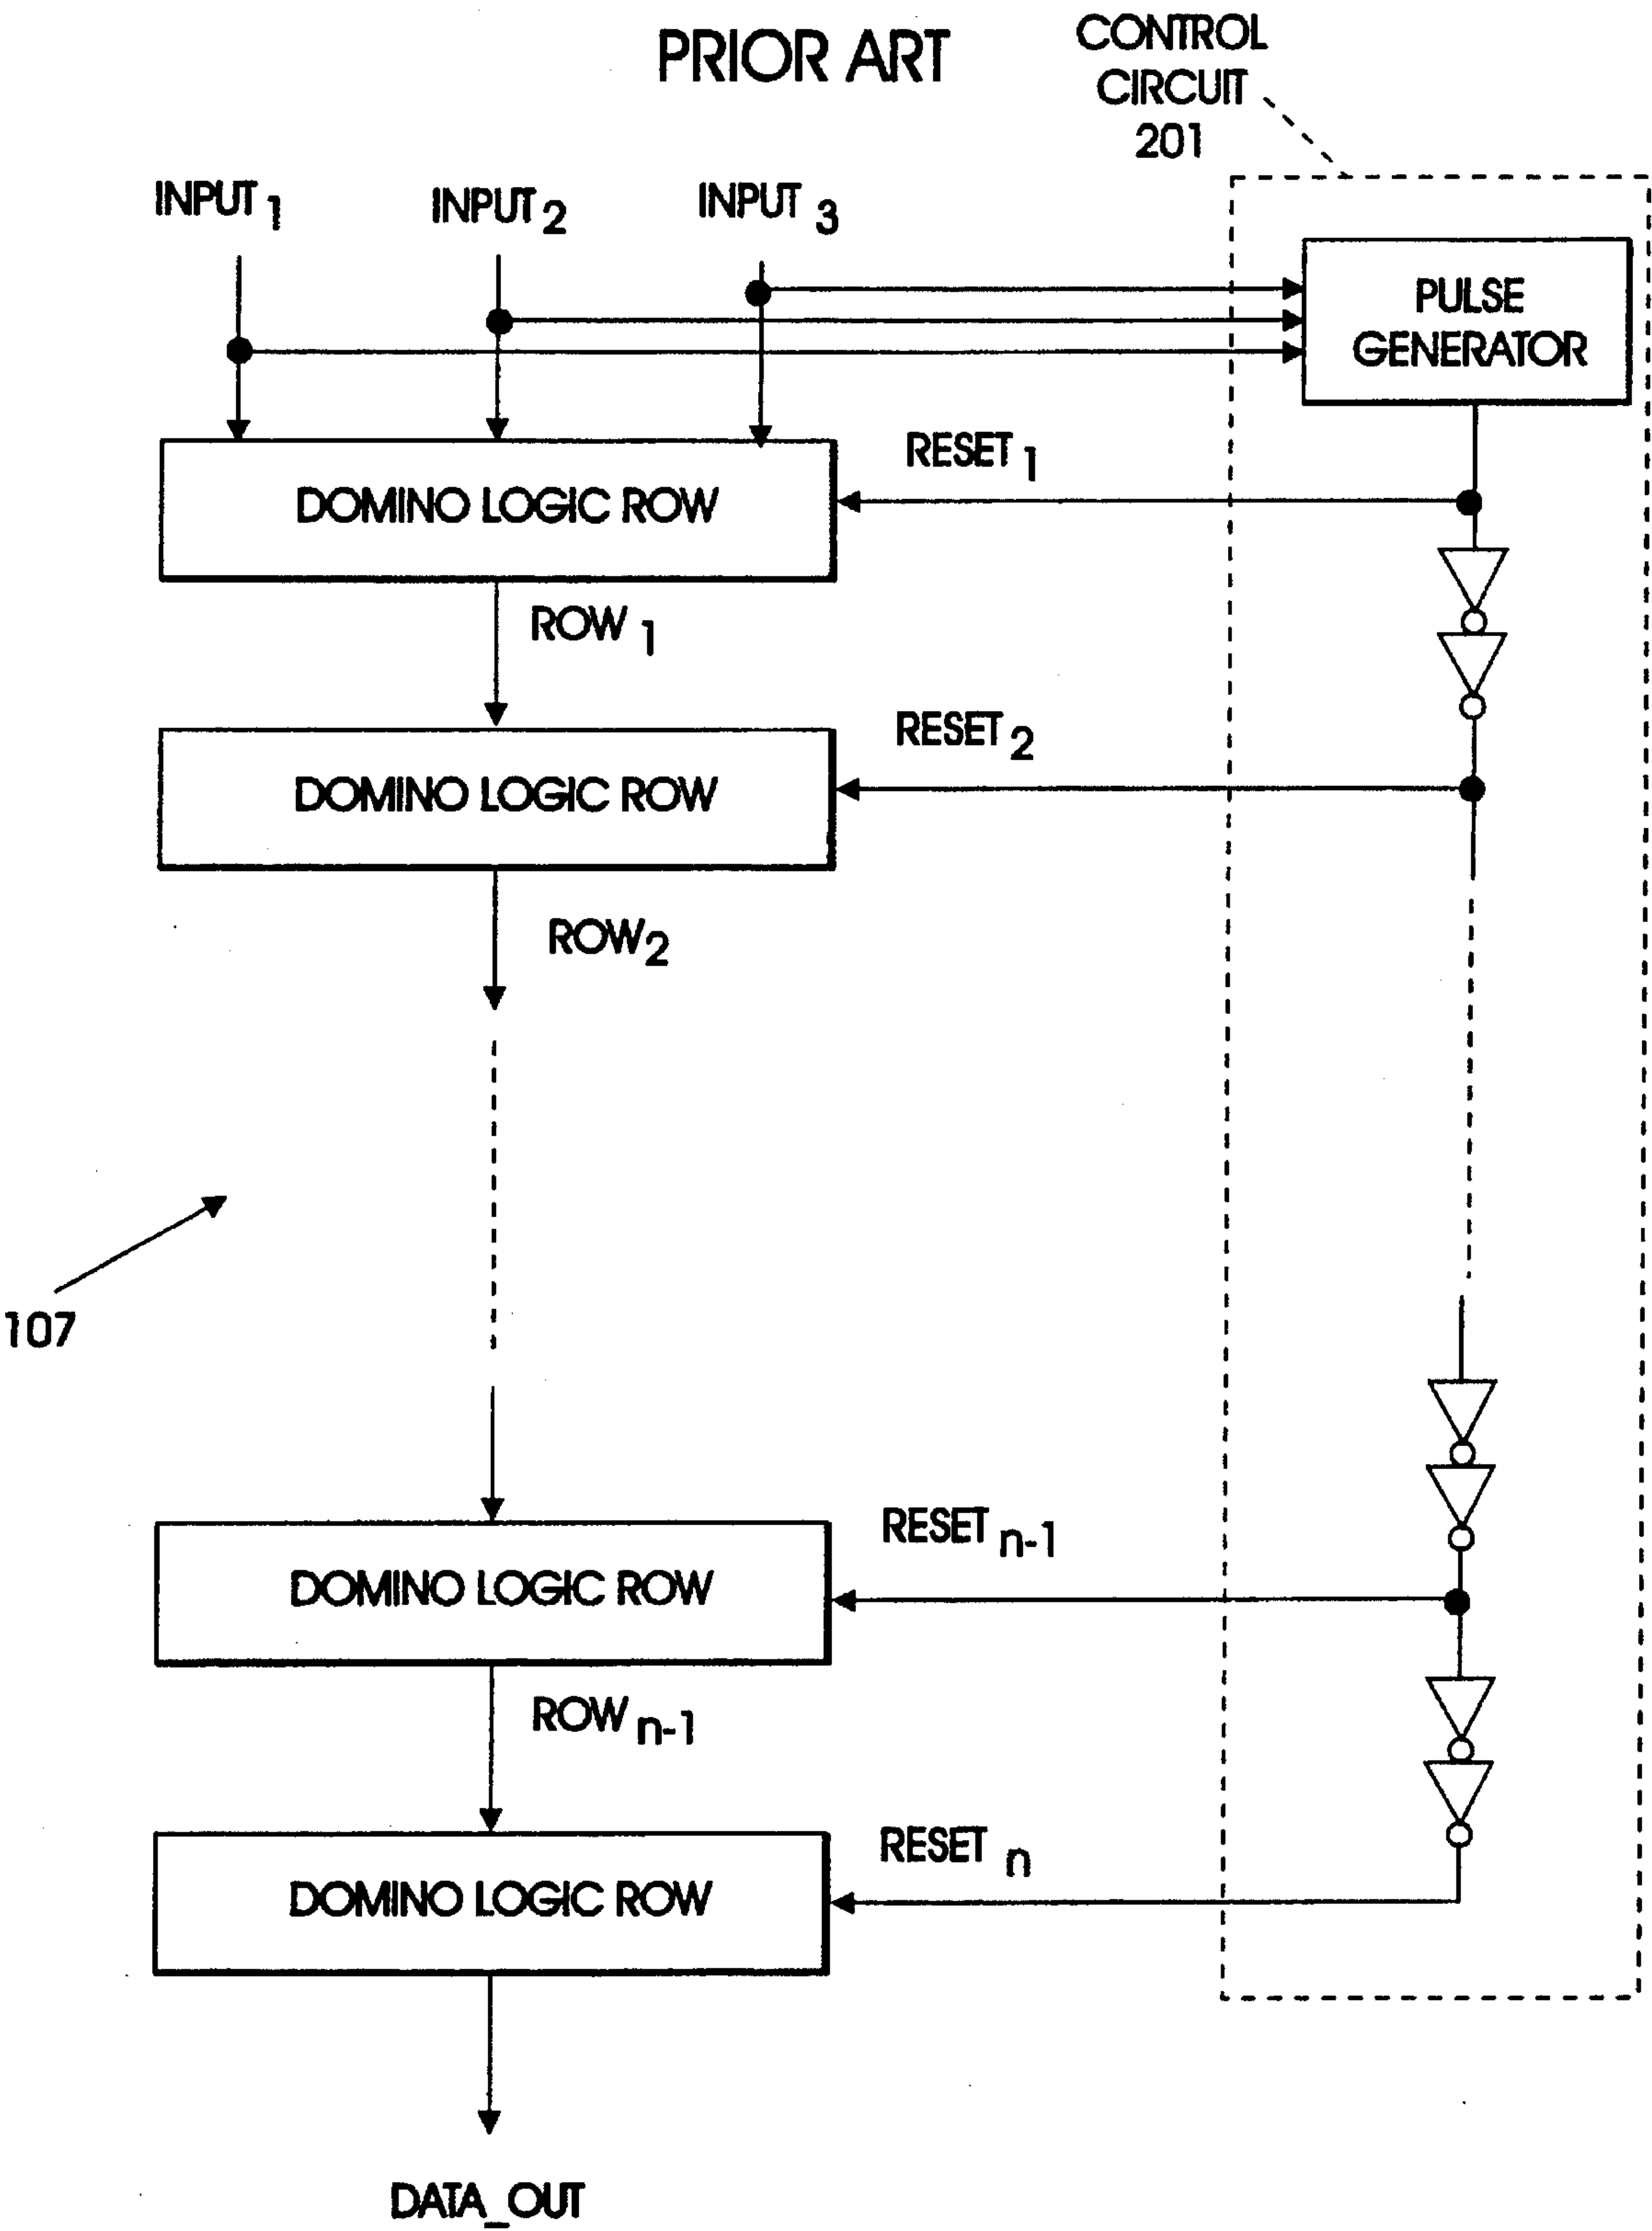 PRIOR ART
CONTROL
CIRCUIT
201
INPUT 1
INPUT 2
INPUT 3
PULSE
GENERATOR
RESET 1
DOMINO LOGIC ROW
ROW 1
RESET 2
DOMINO LOGIC ROW
ROW2
107
RESET n-1
DOMINO LOGIC ROW
ROW n-1
RESET n
DOMINO LOGIC ROW
DATA_OUT